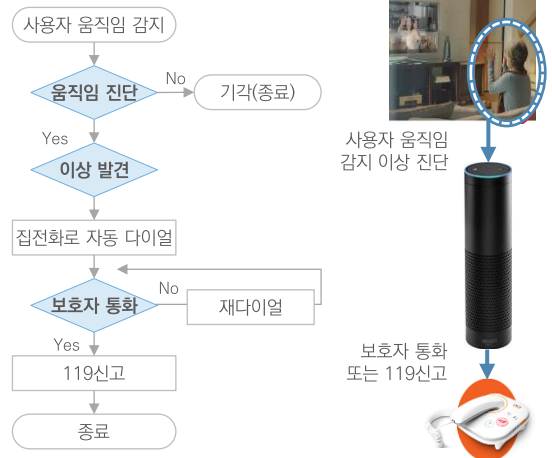 사용자 움직임 감지
움직임 진단
No
기각(종료)
Yes
이상 발견
집전화로 자동 다이얼
보호자 통화
No
재다이얼
Yes
119신고
종료
사용자 움직임
감지 이상 진단
보호자 통화
또는 119신고